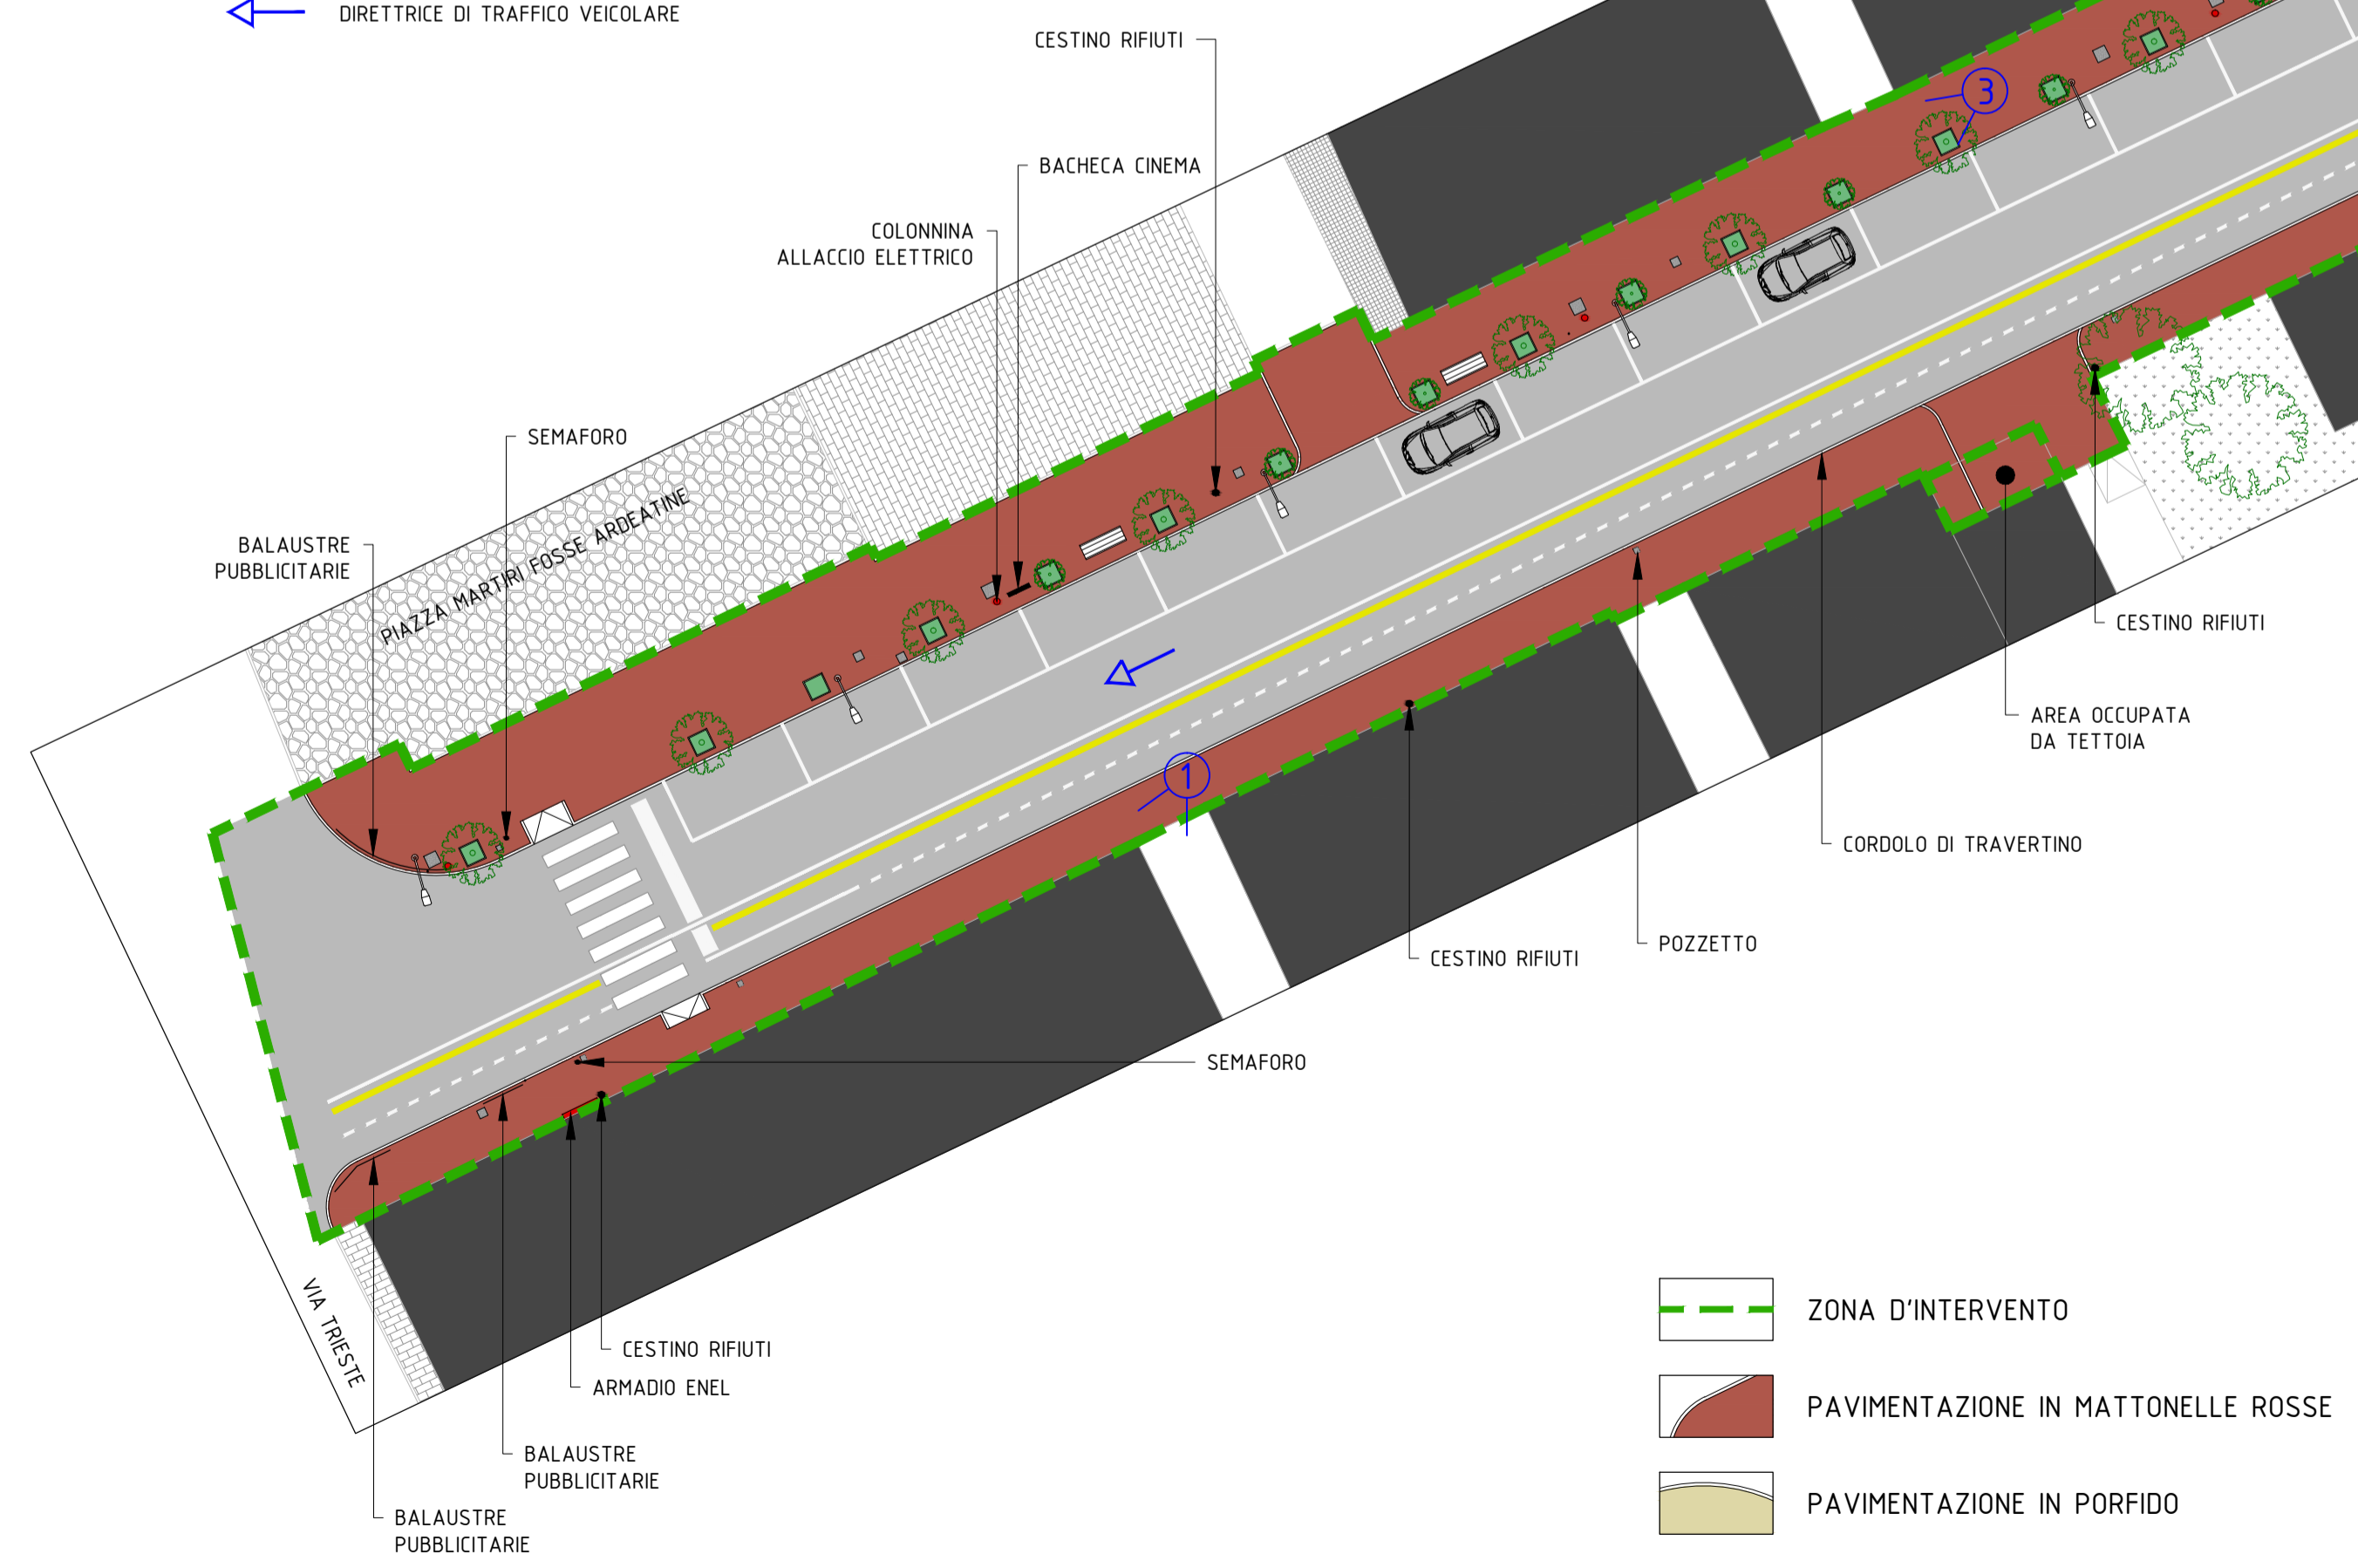 DIRETTRICE DI TRAFFICO VEICOLARE
CESTINO RIFIUTI
3
BACHECA CINEMA
COLONNINA
ALLACCIO ELETTRICO
SEMAFORO
BALAUSTRE
PUBBLICITARIE
PIAZZA MARTIRI FOSSE ARDEATINE
CESTINO RIFIUTI
AREA OCCUPATA
DA TETTOIA
1
CORDOLO DI TRAVERTINO
POZZETTO
CESTINO RIFIUTI
SEMAFORO
VIA TRIESTE
CESTINO RIFIUTI
ARMADIO ENEL
BALAUSTRE
PUBBLICITARIE
BALAUSTRE
PUBBLICITARIE
ZONA D'INTERVENTO
PAVIMENTAZIONE IN MATTONELLE ROSSE
PAVIMENTAZIONE IN PORFIDO